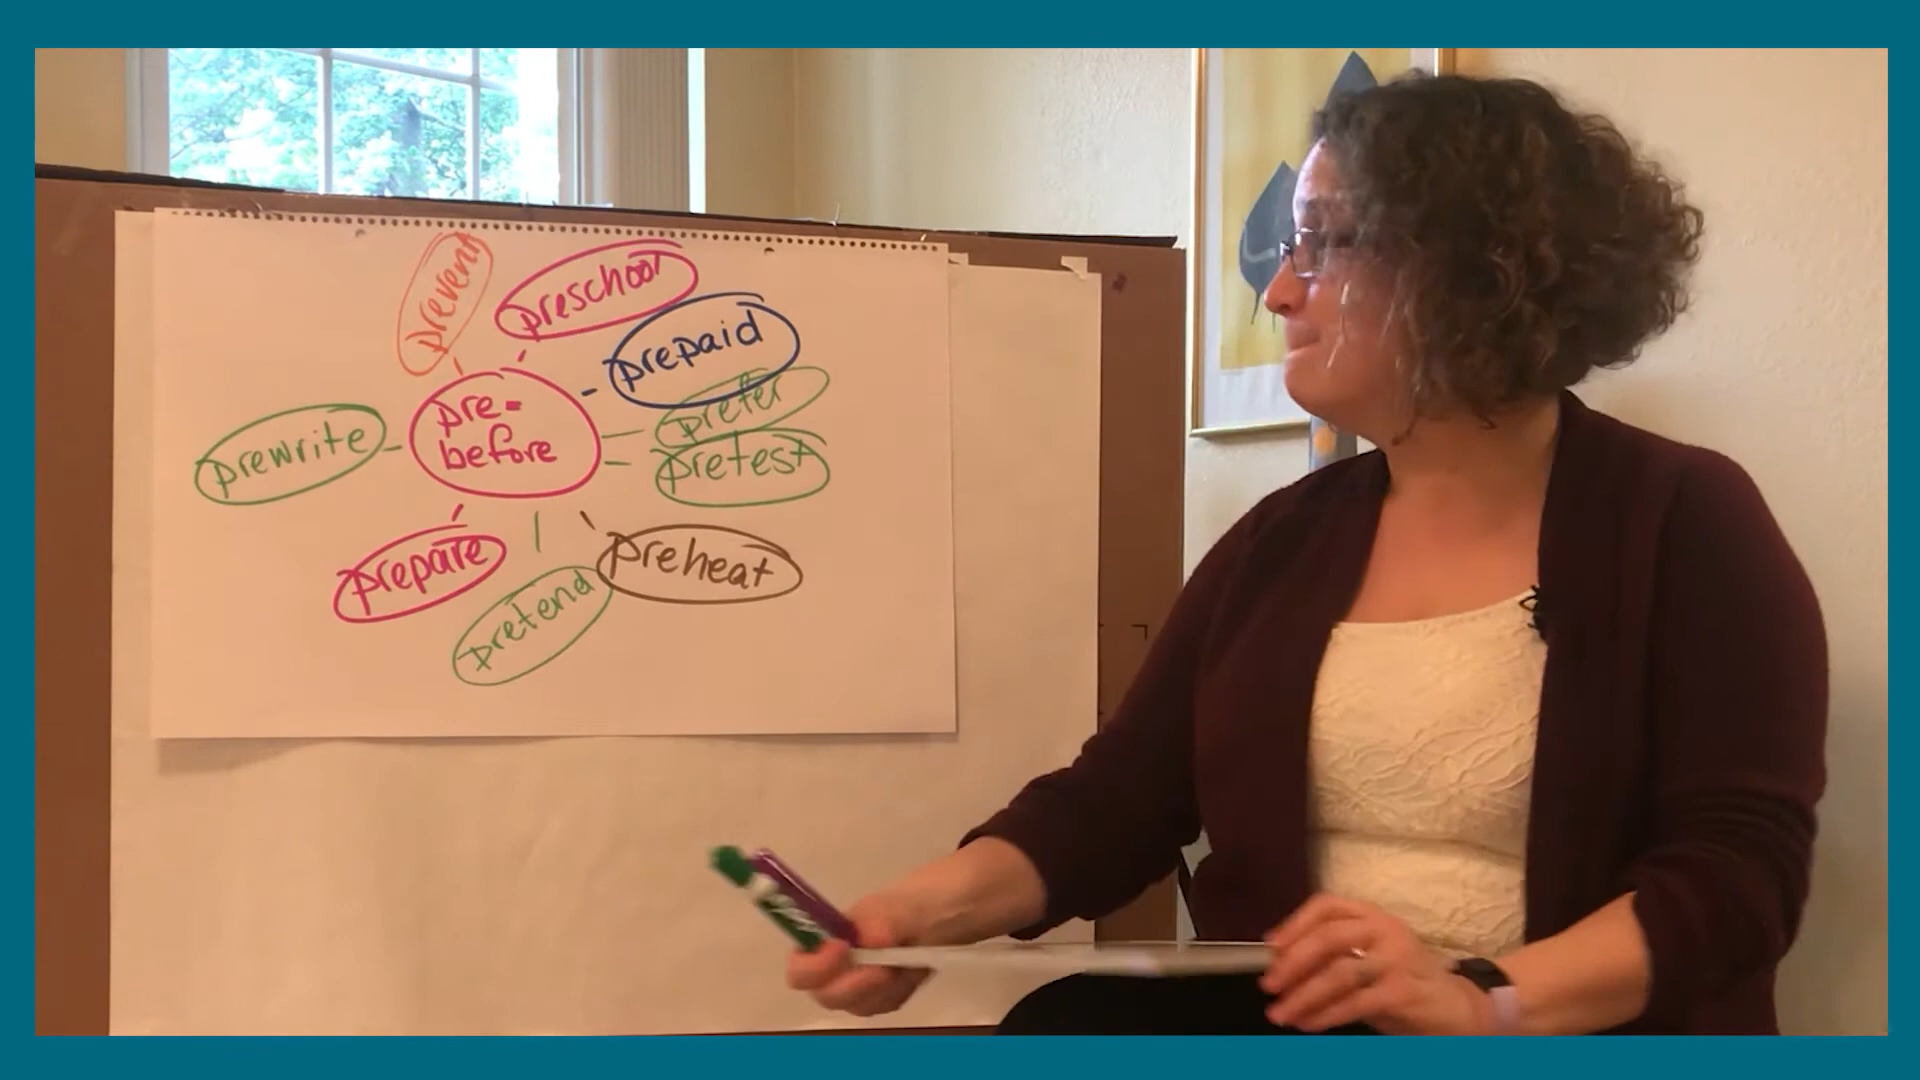 prevent
preschool
prepaid
prefer
pretest
pre-
before
prewrite
prepare
pretend
preheat